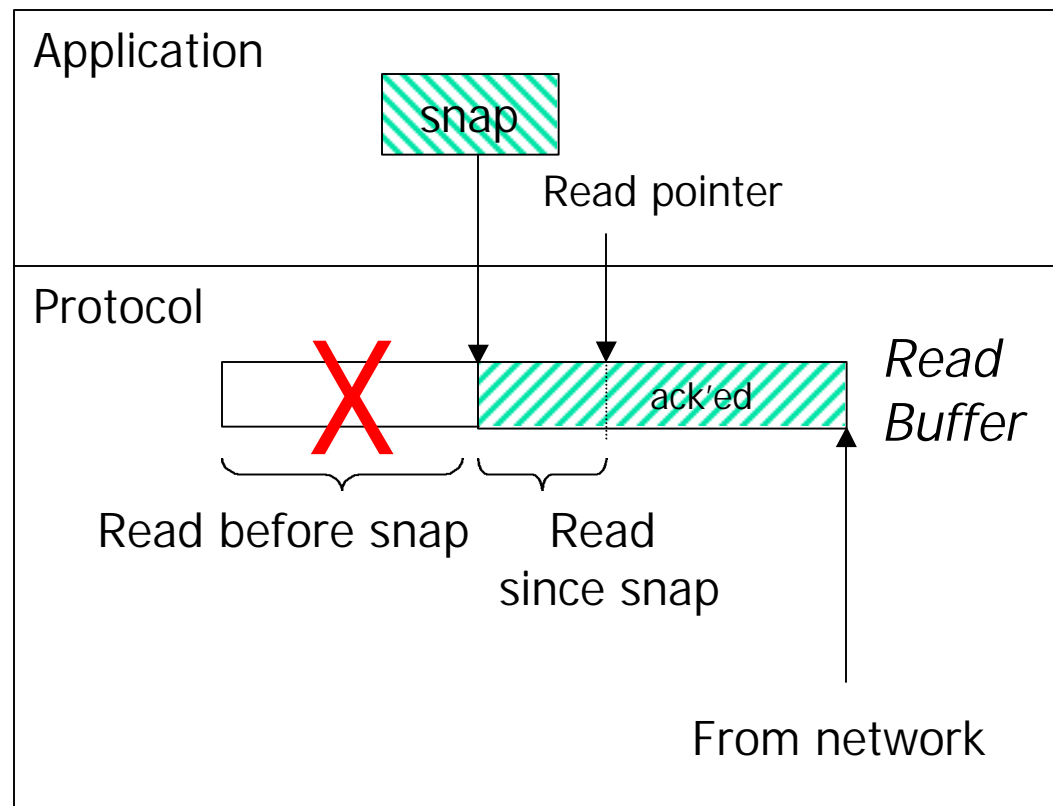 Application
snap
Read pointer
Protocol
X
ack'ed
Read
Buffer
Read before snap
Read
since snap
From network